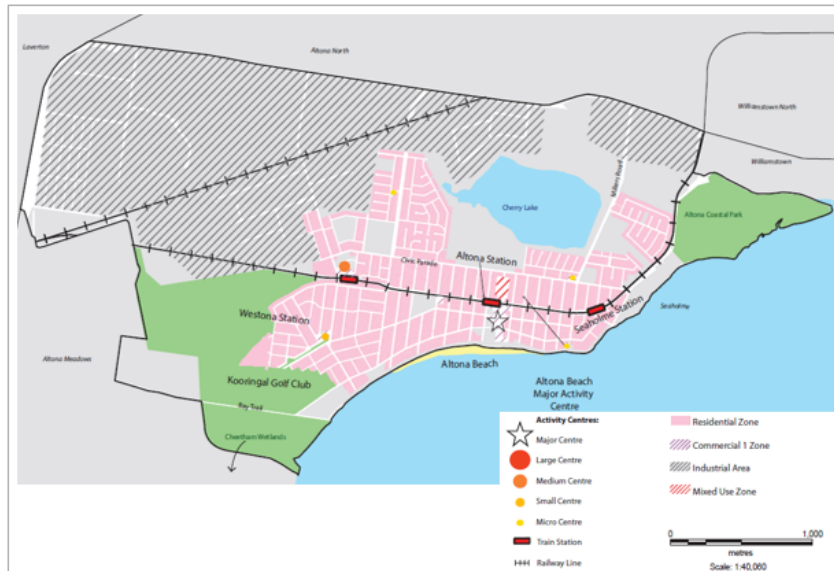 Laverton
Altona North
Williamstown North
Williamstown
Millers Road
Cherry Lake
Altona Coastal Park
Altona Station
Civic Parade
Seaholme Station
Westona Station
Altona Meadows
Kooringal Golf Club
Altona Beach
Altona Beach
Major Activity
Centre
Bay Trail
Cheetham Wetlands
Activity Centres:
Major Centre
Large Centre
Medium Centre
Small Centre
Micro Centre
Train Station
Railway Line
Residential Zone
Commercial 1 Zone
Industrial Area
Mixed Use Zone
0 1,000
metres
Scale: 1:40,060